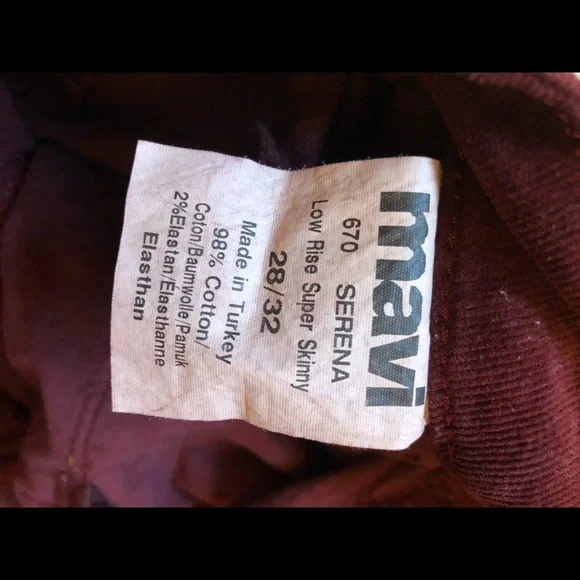 mavi
670 SERENA
Low Rise Super Skinny
28/32
Made in Turkey
98% Cotton/
Coton/Baumwolle/Pamuk
2%Elastan/Élasthanne
Elasthan